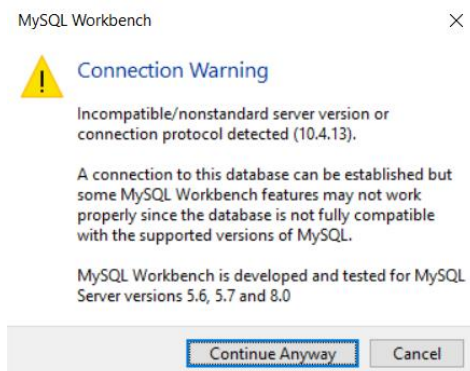 MySQL Workbench
Connection Warning
Incompatible/nonstandard server version or
connection protocol detected (10.4.13).
A connection to this database can be established but
some MySQL Workbench features may not work
properly since the database is not fully compatible
with the supported versions of MySQL.
MySQL Workbench is developed and tested for MySQL
Server versions 5.6, 5.7 and 8.0
Continue Anyway Cancel